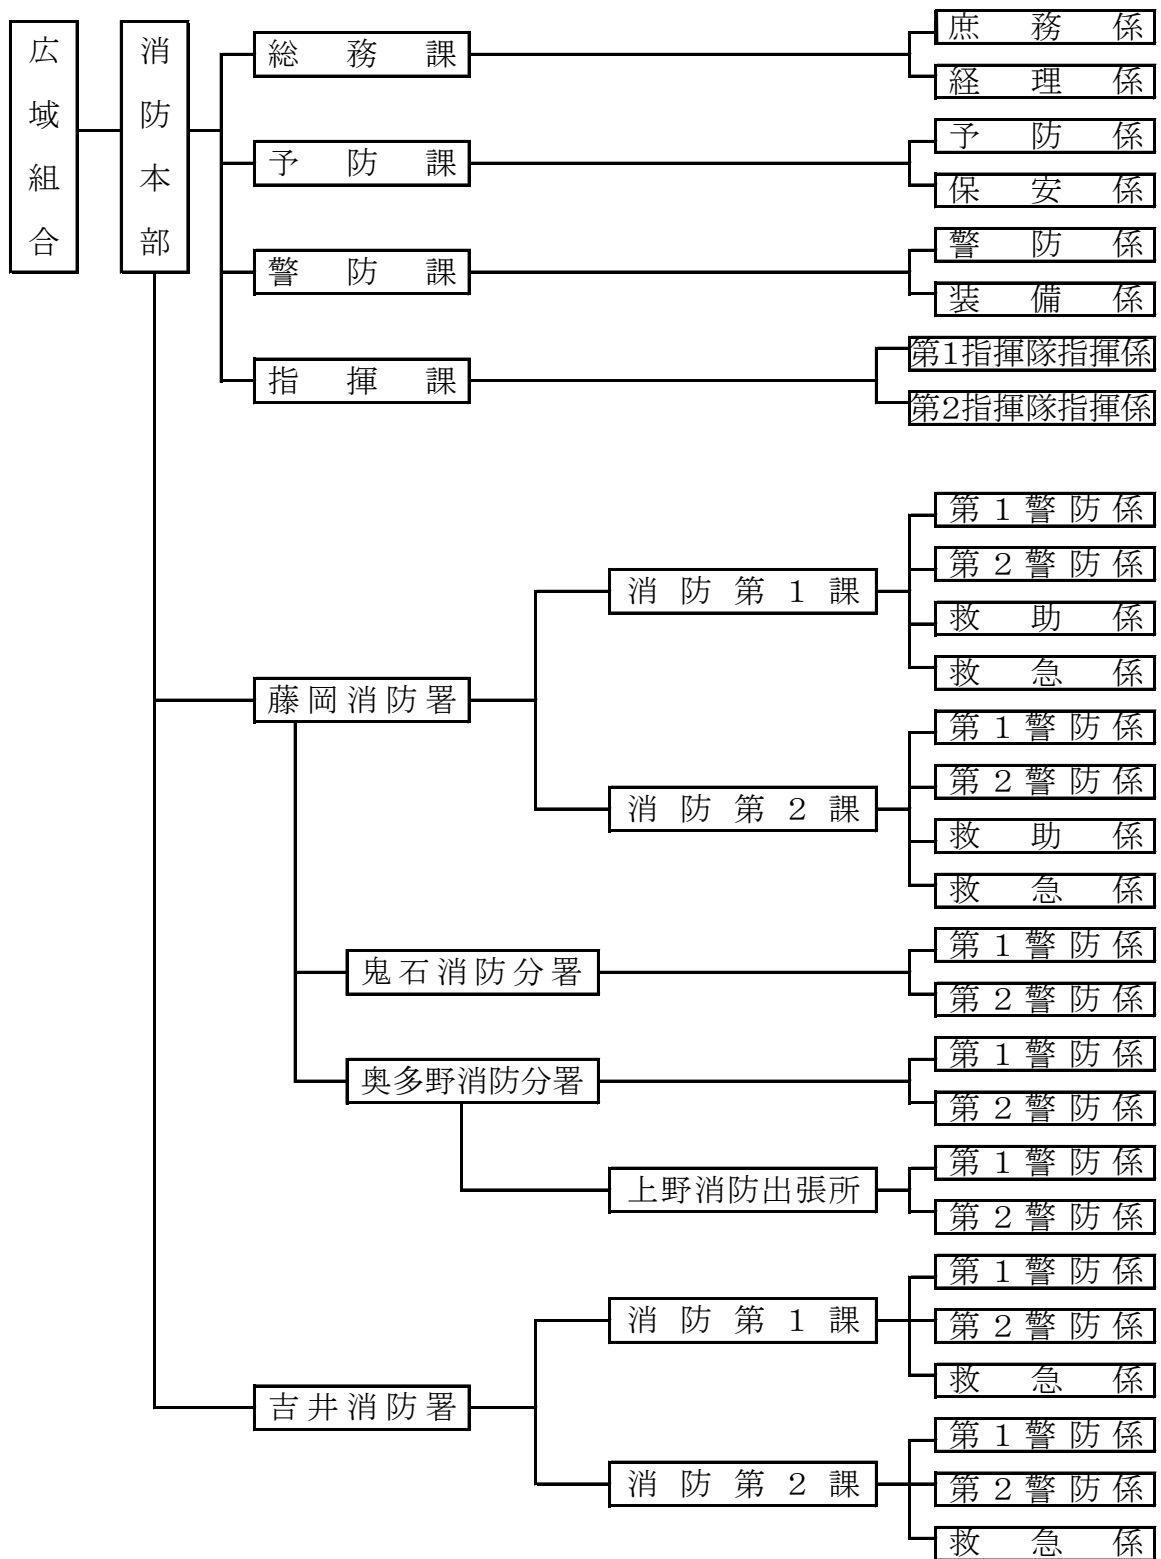 広域組合
消防本部
総務課
庶務係
経理係
予防課
予防係
保安係
警防課
警防係
装備係
指揮課
第1指揮隊指揮係
第2指揮隊指揮係
藤岡消防署
消防第1課
第1警防係
第2警防係
救助係
救急係
消防第2課
第1警防係
第2警防係
救助係
救急係
鬼石消防分署
第1警防係
第2警防係
奥多野消防分署
第1警防係
第2警防係
上野消防出張所
第1警防係
第2警防係
吉井消防署
消防第1課
第1警防係
第2警防係
救急係
消防第2課
第1警防係
第2警防係
救急係